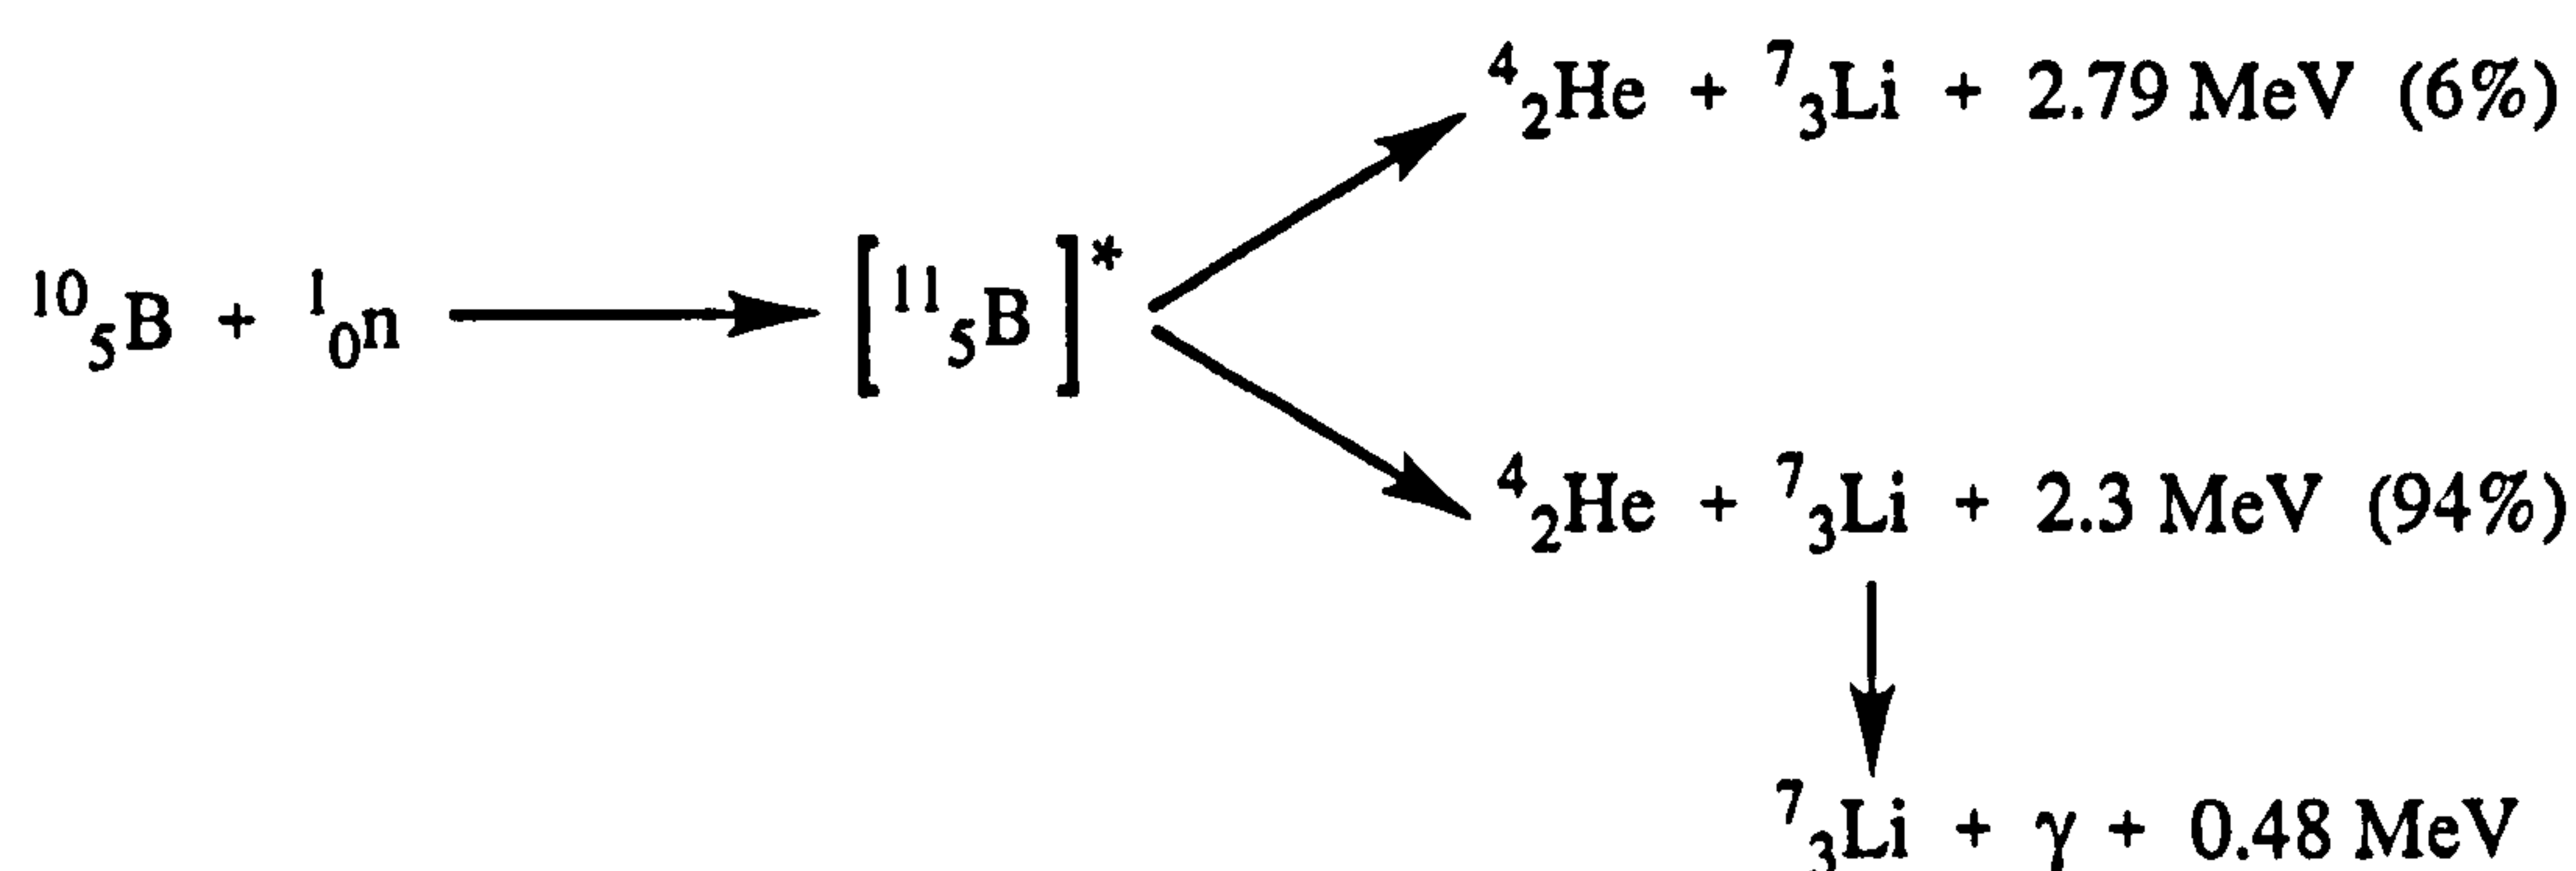 ⁴₂He + ⁷₃Li + 2.79 MeV (6%)
¹⁰₅B + ¹₀n [¹¹₅B]*
⁴₂He + ⁷₃Li + 2.3 MeV (94%)
⁷₃Li + γ + 0.48 MeV